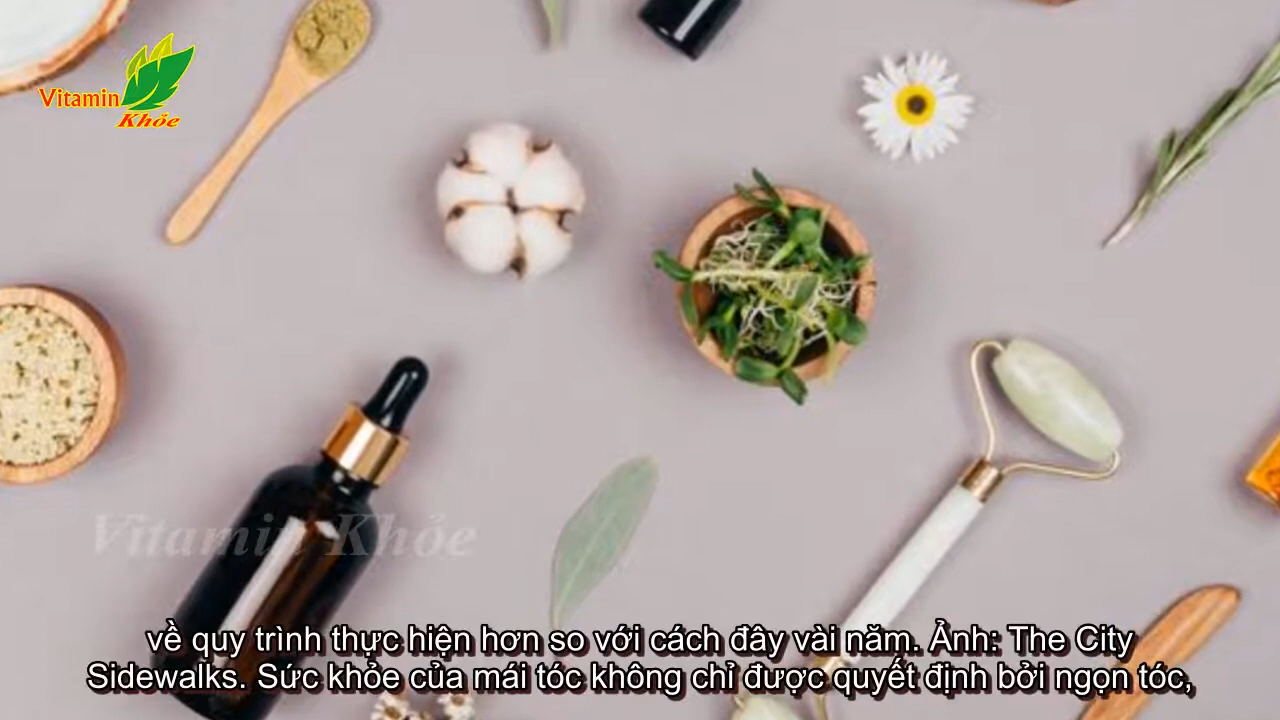 Vitamin
Khỏe
Vitamin Khỏe
về quy trình thực hiện hơn so với cách đây vài năm. Ảnh: The City
Sidewalks. Sức khỏe của mái tóc không chỉ được quyết định bởi ngọn tóc,